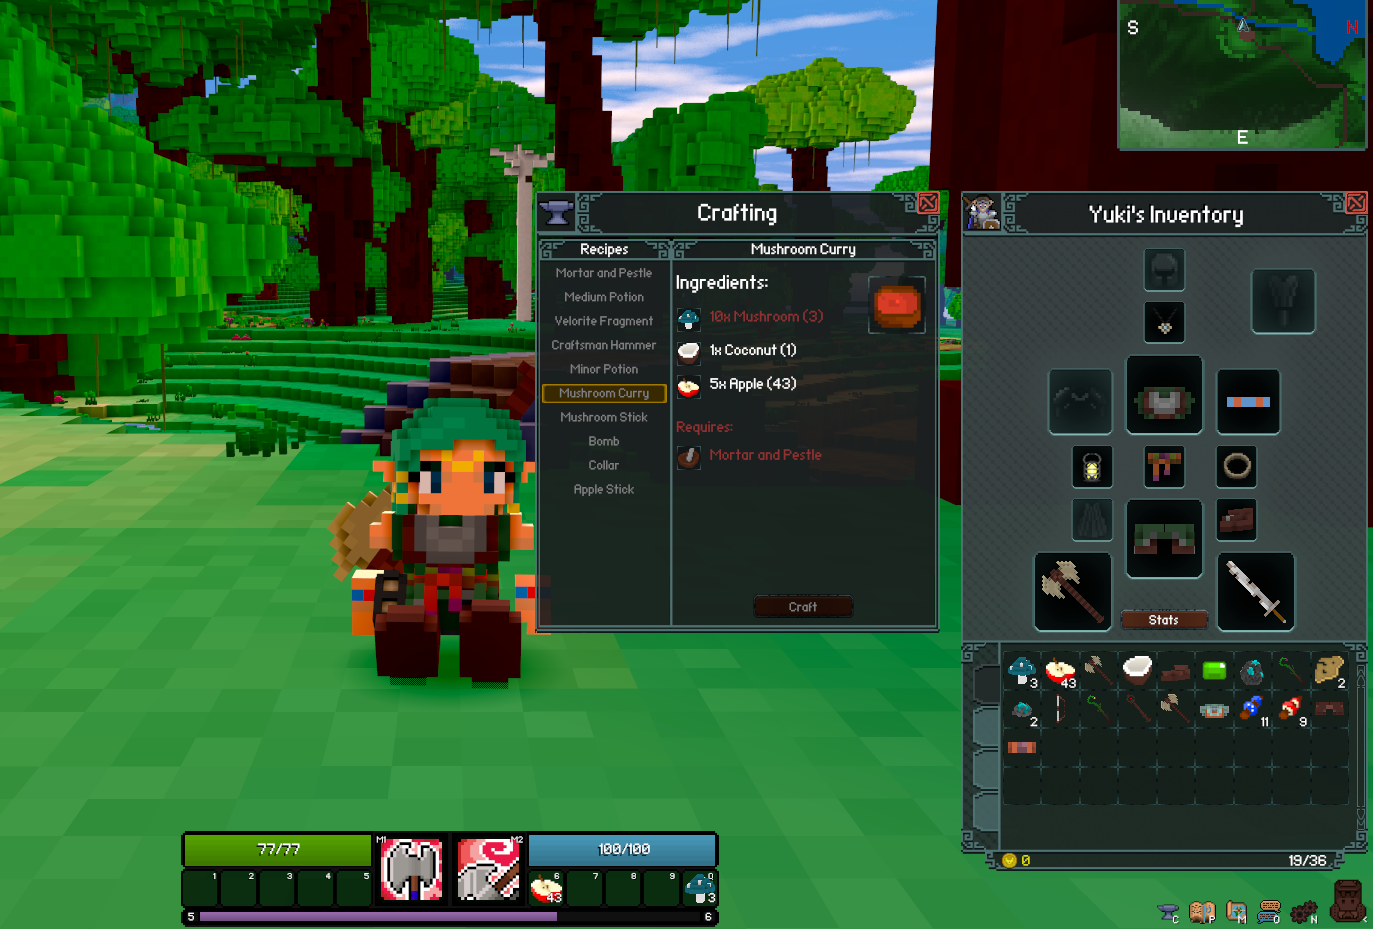 S
N
E
Crafting
Recipes
Mortar and Pestle
Medium Potion
Velorite Fragment
Craftsman Hammer
Minor Potion
Mushroom Curry
Mushroom Stick
Bomb
Collar
Apple Stick
Mushroom Curry
Ingredients:
10x Mushroom (3)
1x Coconut (1)
5x Apple (43)
Requires:
Mortar and Pestle
Craft
Yuki's Inventory
Stats
3
43
2
2
11
9
0
19/36
77/77
M1
M2
100/100
1
2
3
4
5
6
43
7
8
9
0
3
5
6
C
P
M
O
N